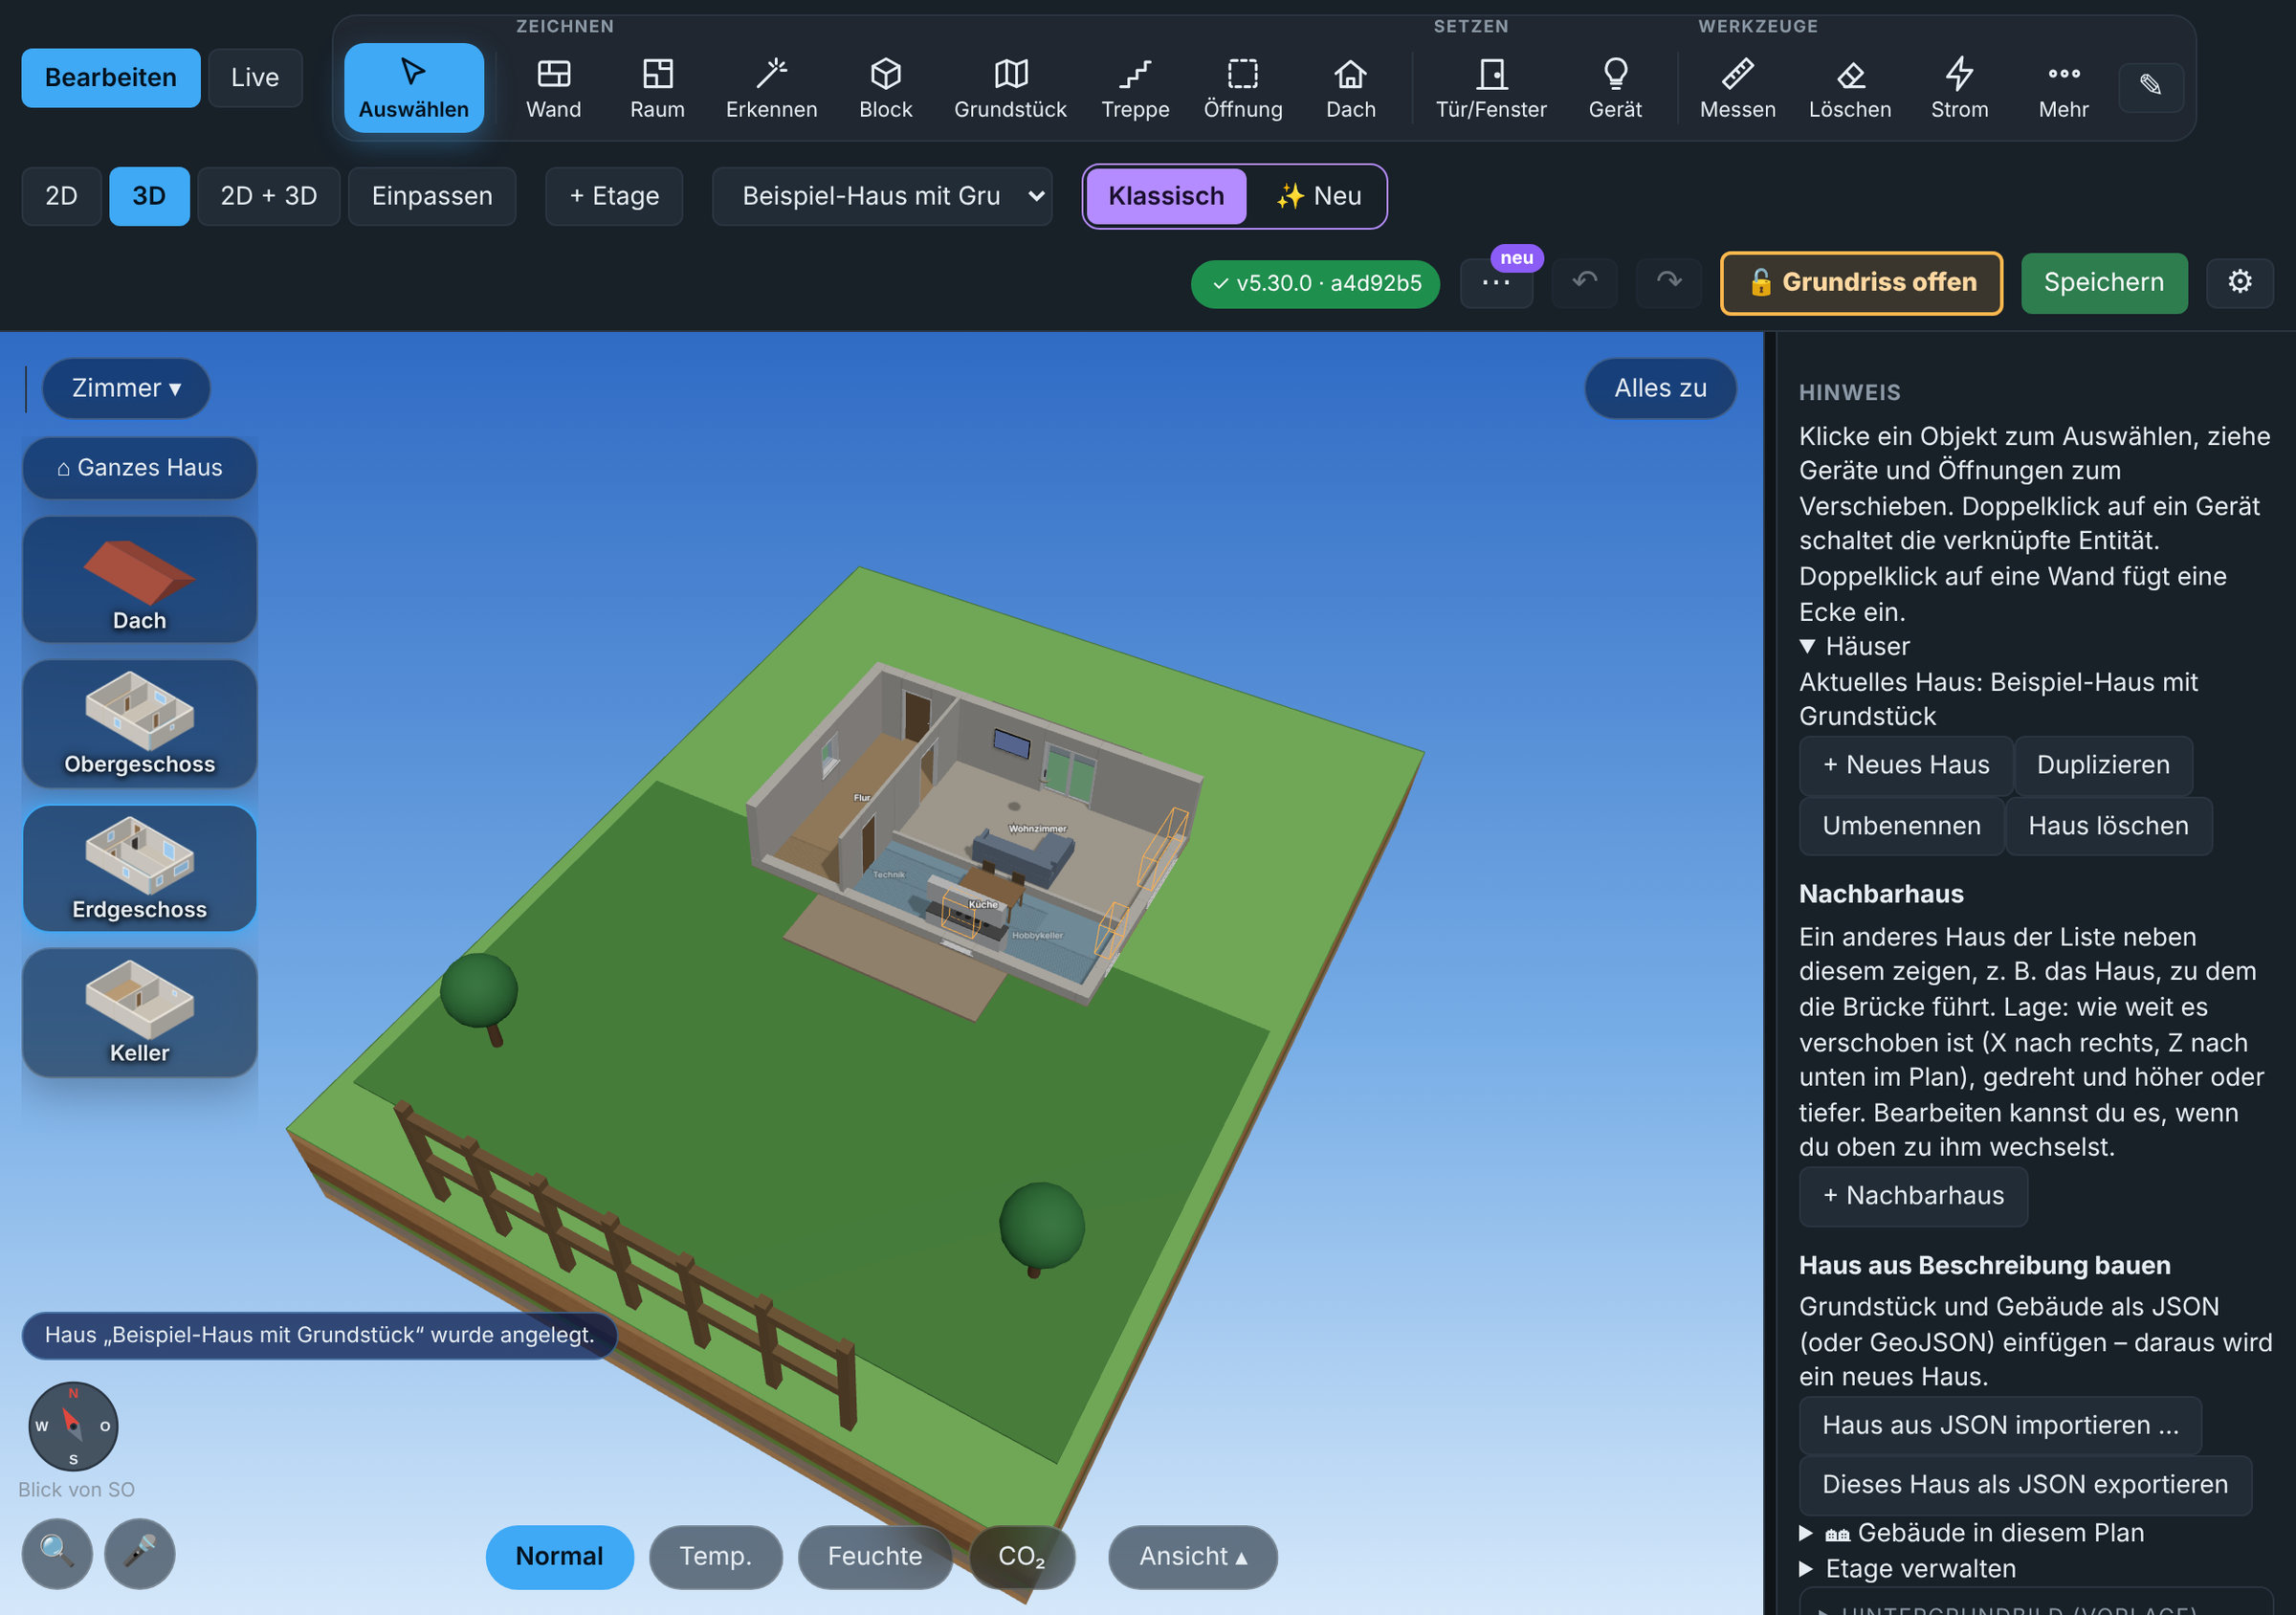 ZEICHNEN
SETZEN
WERKZEUGE
Bearbeiten
Live
Auswählen
Wand
Raum
Erkennen
Block
Grundstück
Treppe
Öffnung
Dach
Tür/Fenster
Gerät
Messen
Löschen
Strom
Mehr
2D
3D
2D + 3D
Einpassen
+ Etage
Beispiel-Haus mit Gru
Klassisch
✨ Neu
✓ v5.30.0 · a4d92b5
neu
Grundriss offen
Speichern
Zimmer ▾
Alles zu
⌂ Ganzes Haus
Dach
Obergeschoss
Erdgeschoss
Keller
Flur
Wohnzimmer
Technik
Küche
Hobbykeller
Haus „Beispiel-Haus mit Grundstück“ wurde angelegt.
N
W
O
S
Blick von SO
Normal
Temp.
Feuchte
CO₂
Ansicht ▴
HINWEIS
Klicke ein Objekt zum Auswählen, ziehe
Geräte und Öffnungen zum
Verschieben. Doppelklick auf ein Gerät
schaltet die verknüpfte Entität.
Doppelklick auf eine Wand fügt eine
Ecke ein.
▼ Häuser
Aktuelles Haus: Beispiel-Haus mit
Grundstück
+ Neues Haus
Duplizieren
Umbenennen
Haus löschen
Nachbarhaus
Ein anderes Haus der Liste neben
diesem zeigen, z. B. das Haus, zu dem
die Brücke führt. Lage: wie weit es
verschoben ist (X nach rechts, Z nach
unten im Plan), gedreht und höher oder
tiefer. Bearbeiten kannst du es, wenn
du oben zu ihm wechselst.
+ Nachbarhaus
Haus aus Beschreibung bauen
Grundstück und Gebäude als JSON
(oder GeoJSON) einfügen – daraus wird
ein neues Haus.
Haus aus JSON importieren ...
Dieses Haus als JSON exportieren
▶ Gebäude in diesem Plan
▶ Etage verwalten
HINTERGRUNDBILD (VORLAGE)